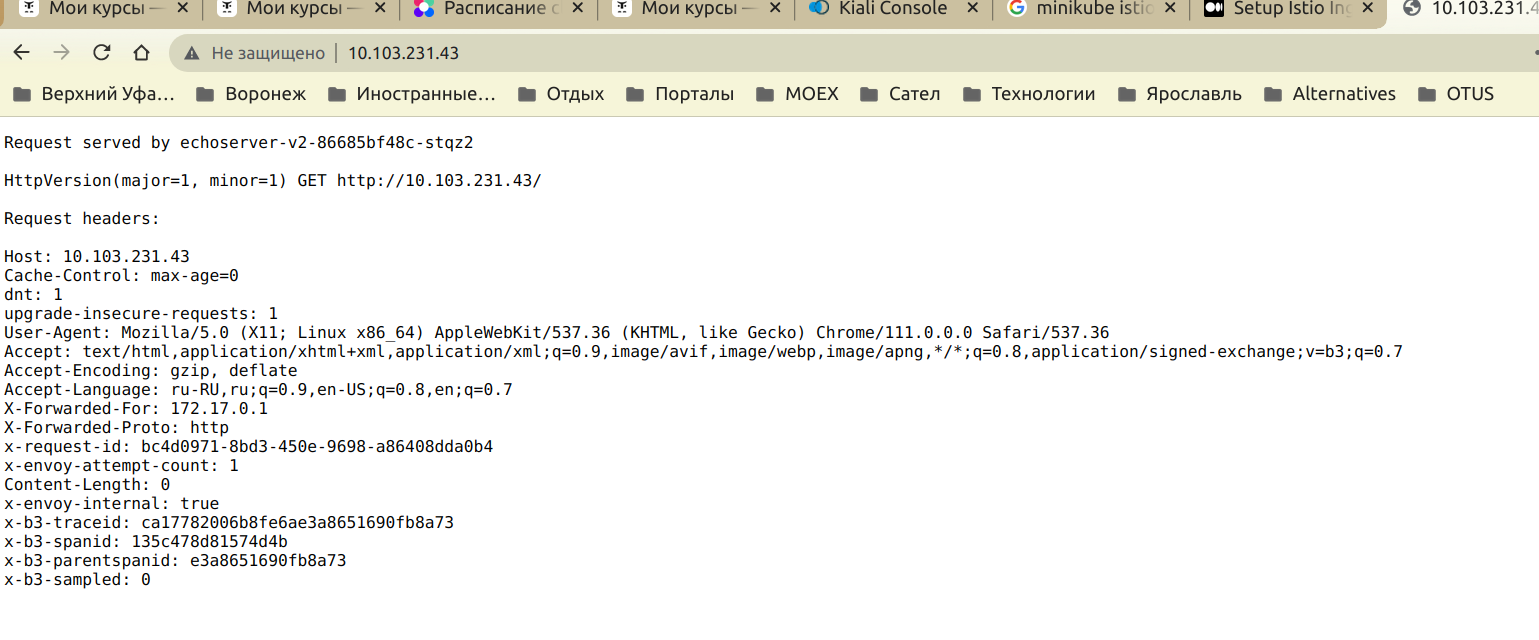 Мои курсы — Мои курсы — Расписание Мои курсы — Kiali Console minikube istio Setup Istio Ing 10.103.231.4
Не защищено 10.103.231.43
Верхний Уфа... Воронеж Иностранные... Отдых Порталы MOEX Сател Технологии Ярославль Alternatives OTUS
Request served by echoserver-v2-86685bf48c-stqz2
HttpVersion(major=1, minor=1) GET http://10.103.231.43/
Request headers:
Host: 10.103.231.43
Cache-Control: max-age=0
dnt: 1
upgrade-insecure-requests: 1
User-Agent: Mozilla/5.0 (X11; Linux x86_64) AppleWebKit/537.36 (KHTML, like Gecko) Chrome/111.0.0.0 Safari/537.36
Accept: text/html,application/xhtml+xml,application/xml;q=0.9,image/avif,image/webp,image/apng,*/*;q=0.8,application/signed-exchange;v=b3;q=0.7
Accept-Encoding: gzip, deflate
Accept-Language: ru-RU,ru;q=0.9,en-US;q=0.8,en;q=0.7
X-Forwarded-For: 172.17.0.1
X-Forwarded-Proto: http
x-request-id: bc4d0971-8bd3-450e-9698-a86408dda0b4
x-envoy-attempt-count: 1
Content-Length: 0
x-envoy-internal: true
x-b3-traceid: ca17782006b8fe6ae3a8651690fb8a73
x-b3-spanid: 135c478d81574d4b
x-b3-parentspanid: e3a8651690fb8a73
x-b3-sampled: 0